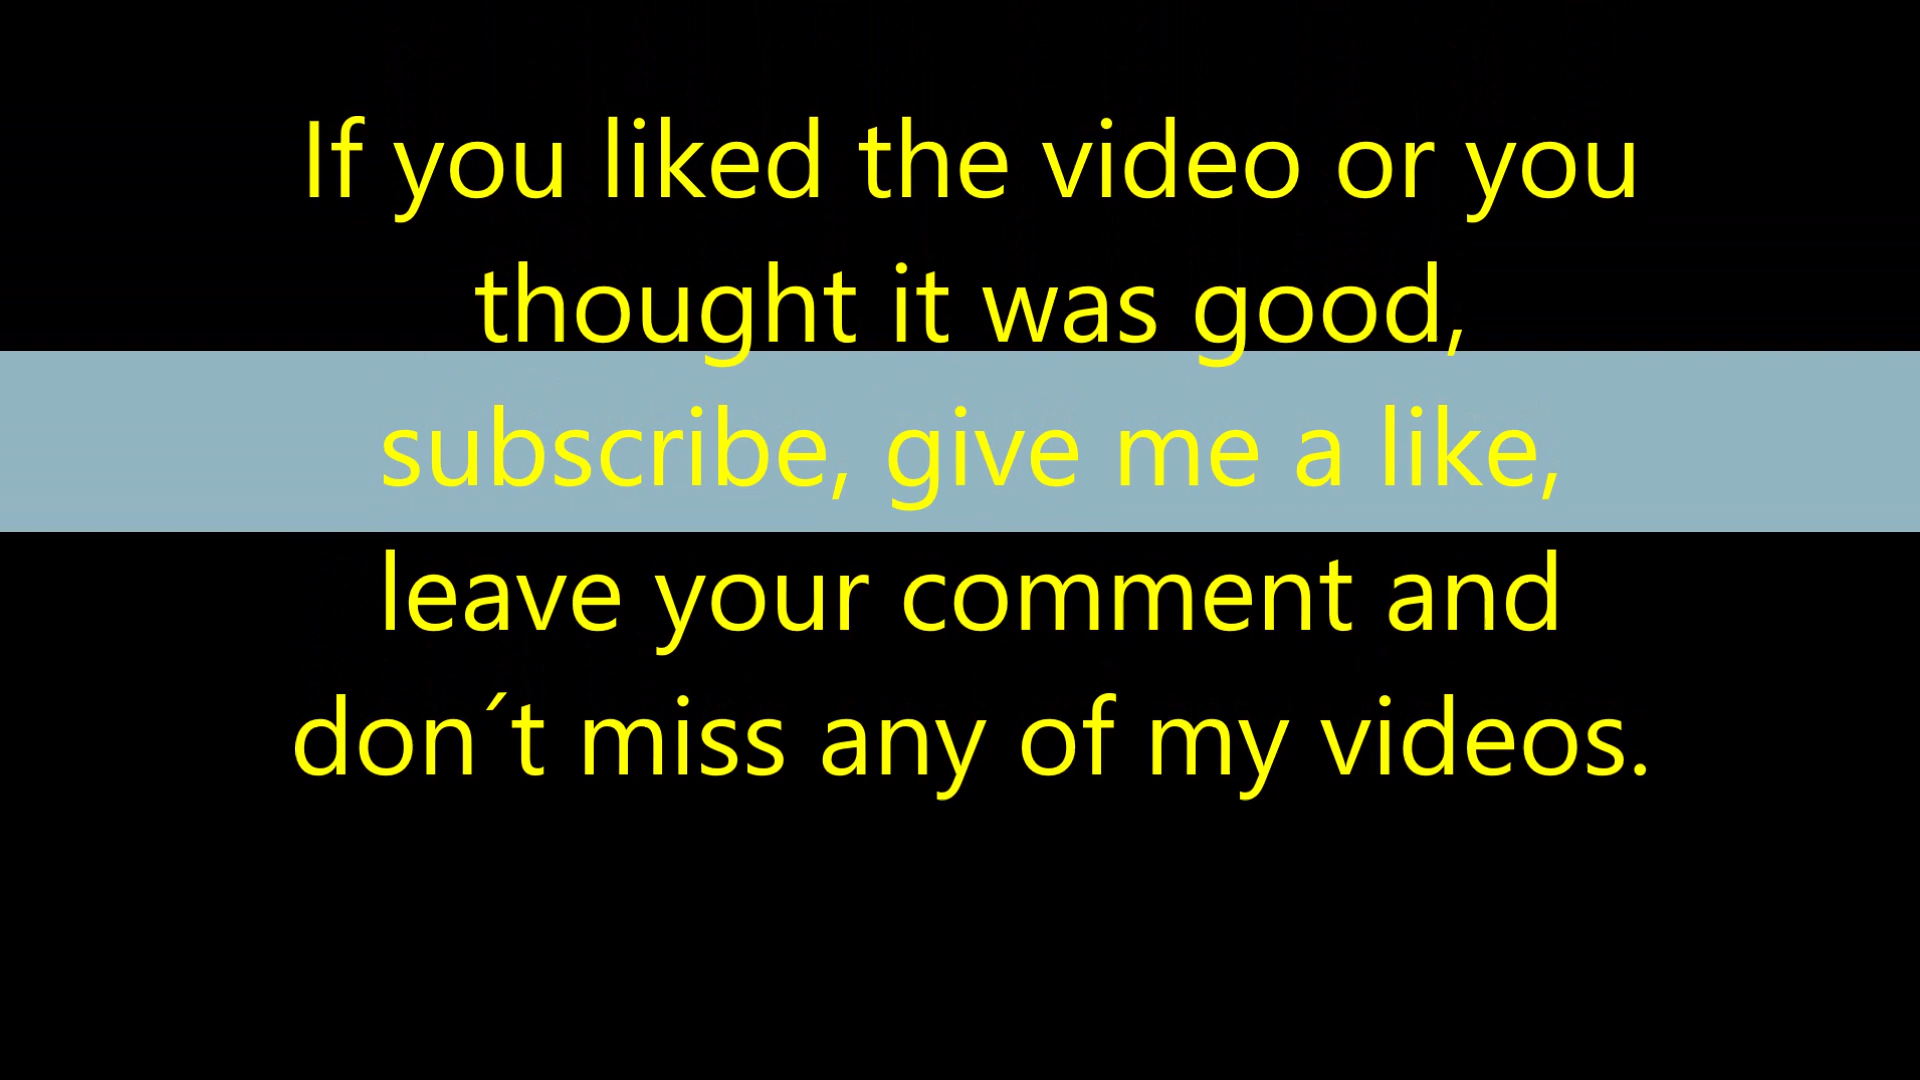 If you liked the video or you
thought it was good,
subscribe, give me a like,
leave your comment and
don´t miss any of my videos.